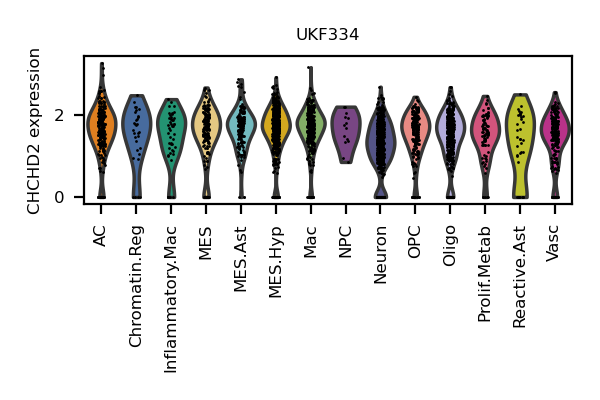 UKF334
CHCHD2 expression
2
0
AC
Chromatin.Reg
Inflammatory.Mac
MES
MES.Ast
MES.Hyp
Mac
NPC
Neuron
OPC
Oligo
Prolif.Metab
Reactive.Ast
Vasc